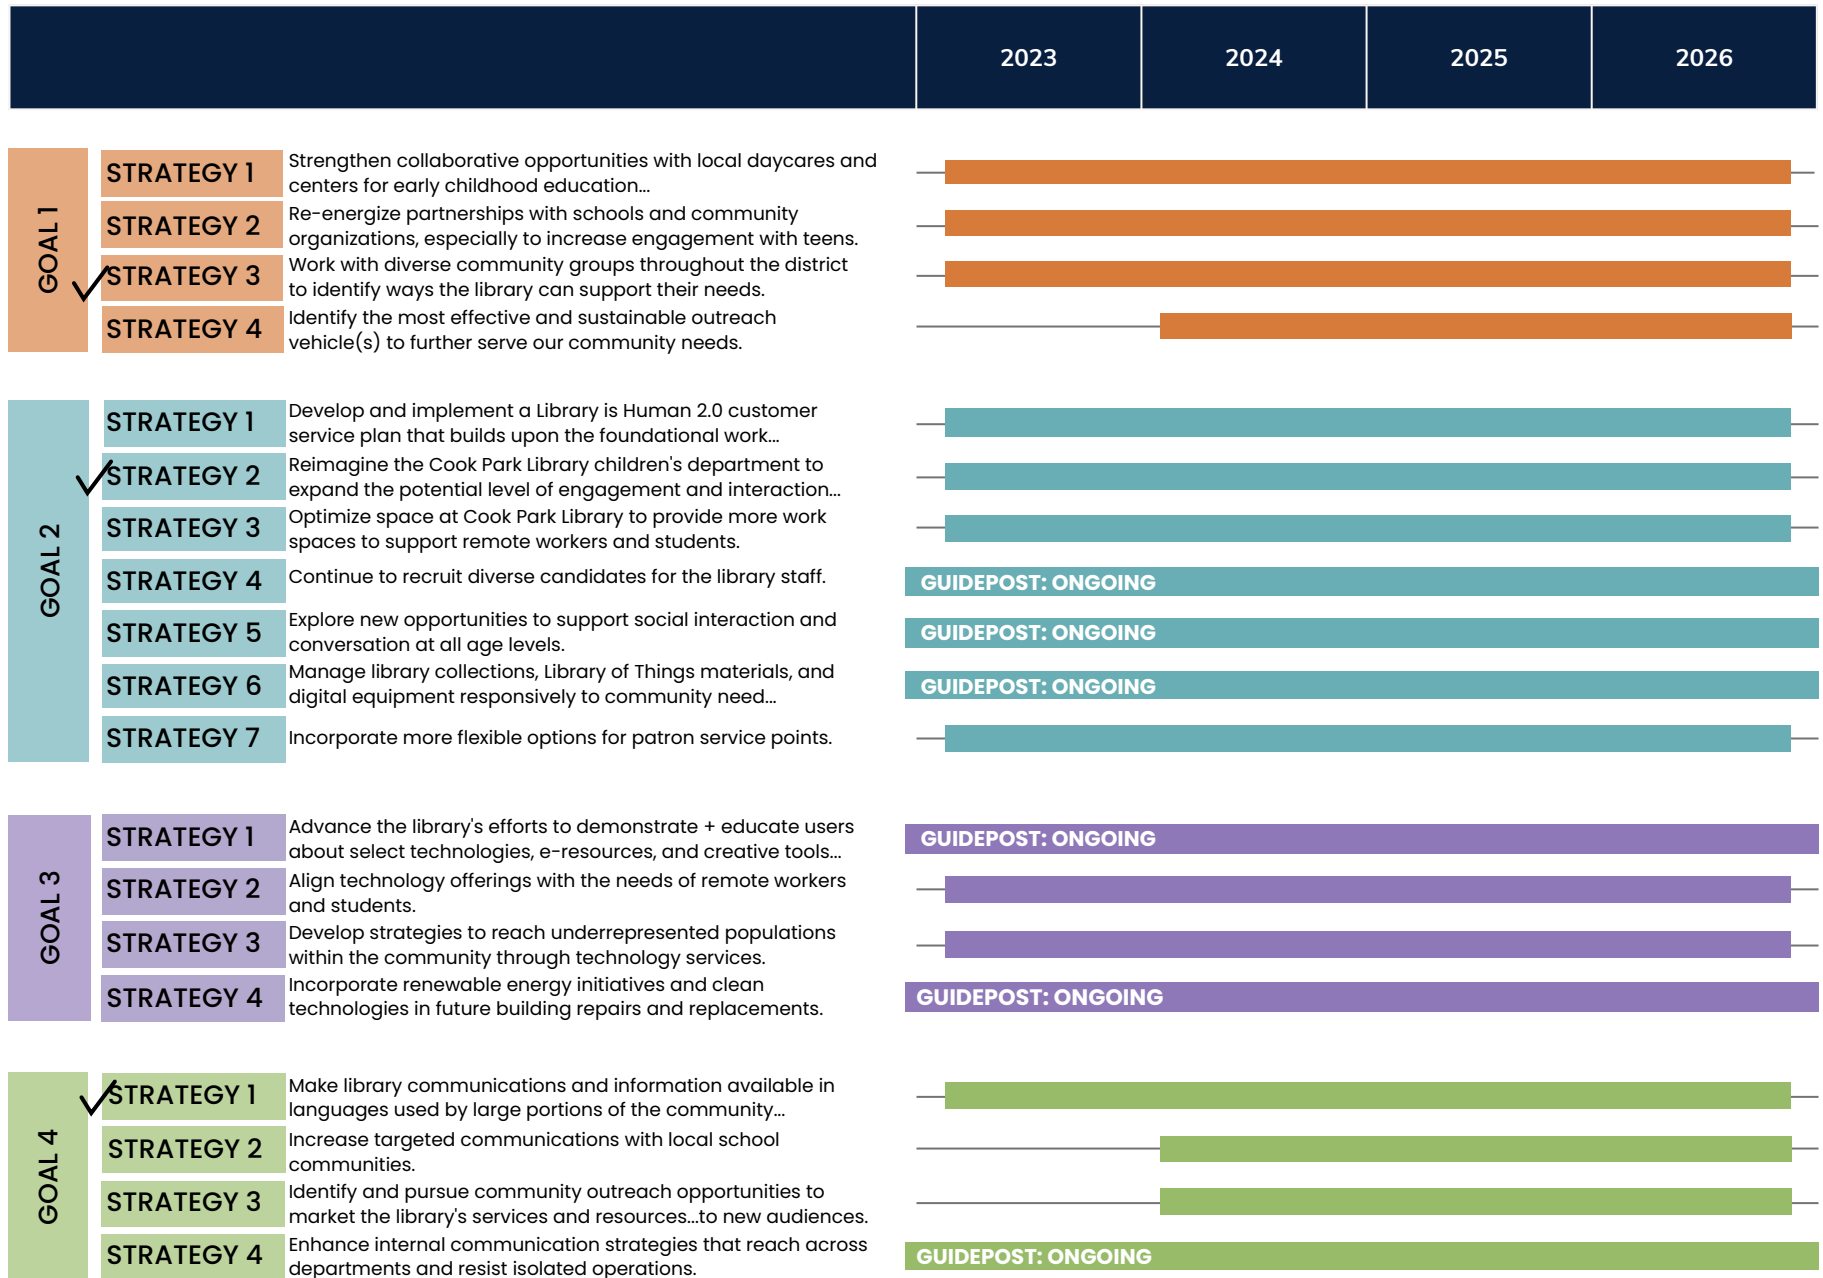 2023
2024
2025
2026
GOAL 1
STRATEGY 1
Strengthen collaborative opportunities with local daycares and
centers for early childhood education...
STRATEGY 2
Re-energize partnerships with schools and community
organizations, especially to increase engagement with teens.
STRATEGY 3
Work with diverse community groups throughout the district
to identify ways the library can support their needs.
STRATEGY 4
Identify the most effective and sustainable outreach
vehicle(s) to further serve our community needs.
GOAL 2
STRATEGY 1
Develop and implement a Library is Human 2.0 customer
service plan that builds upon the foundational work...
STRATEGY 2
Reimagine the Cook Park Library children's department to
expand the potential level of engagement and interaction...
STRATEGY 3
Optimize space at Cook Park Library to provide more work
spaces to support remote workers and students.
STRATEGY 4
Continue to recruit diverse candidates for the library staff.
GUIDEPOST: ONGOING
STRATEGY 5
Explore new opportunities to support social interaction and
conversation at all age levels.
GUIDEPOST: ONGOING
STRATEGY 6
Manage library collections, Library of Things materials, and
digital equipment responsively to community need...
GUIDEPOST: ONGOING
STRATEGY 7
Incorporate more flexible options for patron service points.
GOAL 3
STRATEGY 1
Advance the library's efforts to demonstrate + educate users
about select technologies, e-resources, and creative tools...
GUIDEPOST: ONGOING
STRATEGY 2
Align technology offerings with the needs of remote workers
and students.
STRATEGY 3
Develop strategies to reach underrepresented populations
within the community through technology services.
STRATEGY 4
Incorporate renewable energy initiatives and clean
technologies in future building repairs and replacements.
GUIDEPOST: ONGOING
GOAL 4
STRATEGY 1
Make library communications and information available in
languages used by large portions of the community...
STRATEGY 2
Increase targeted communications with local school
communities.
STRATEGY 3
Identify and pursue community outreach opportunities to
market the library's services and resources...to new audiences.
STRATEGY 4
Enhance internal communication strategies that reach across
departments and resist isolated operations.
GUIDEPOST: ONGOING